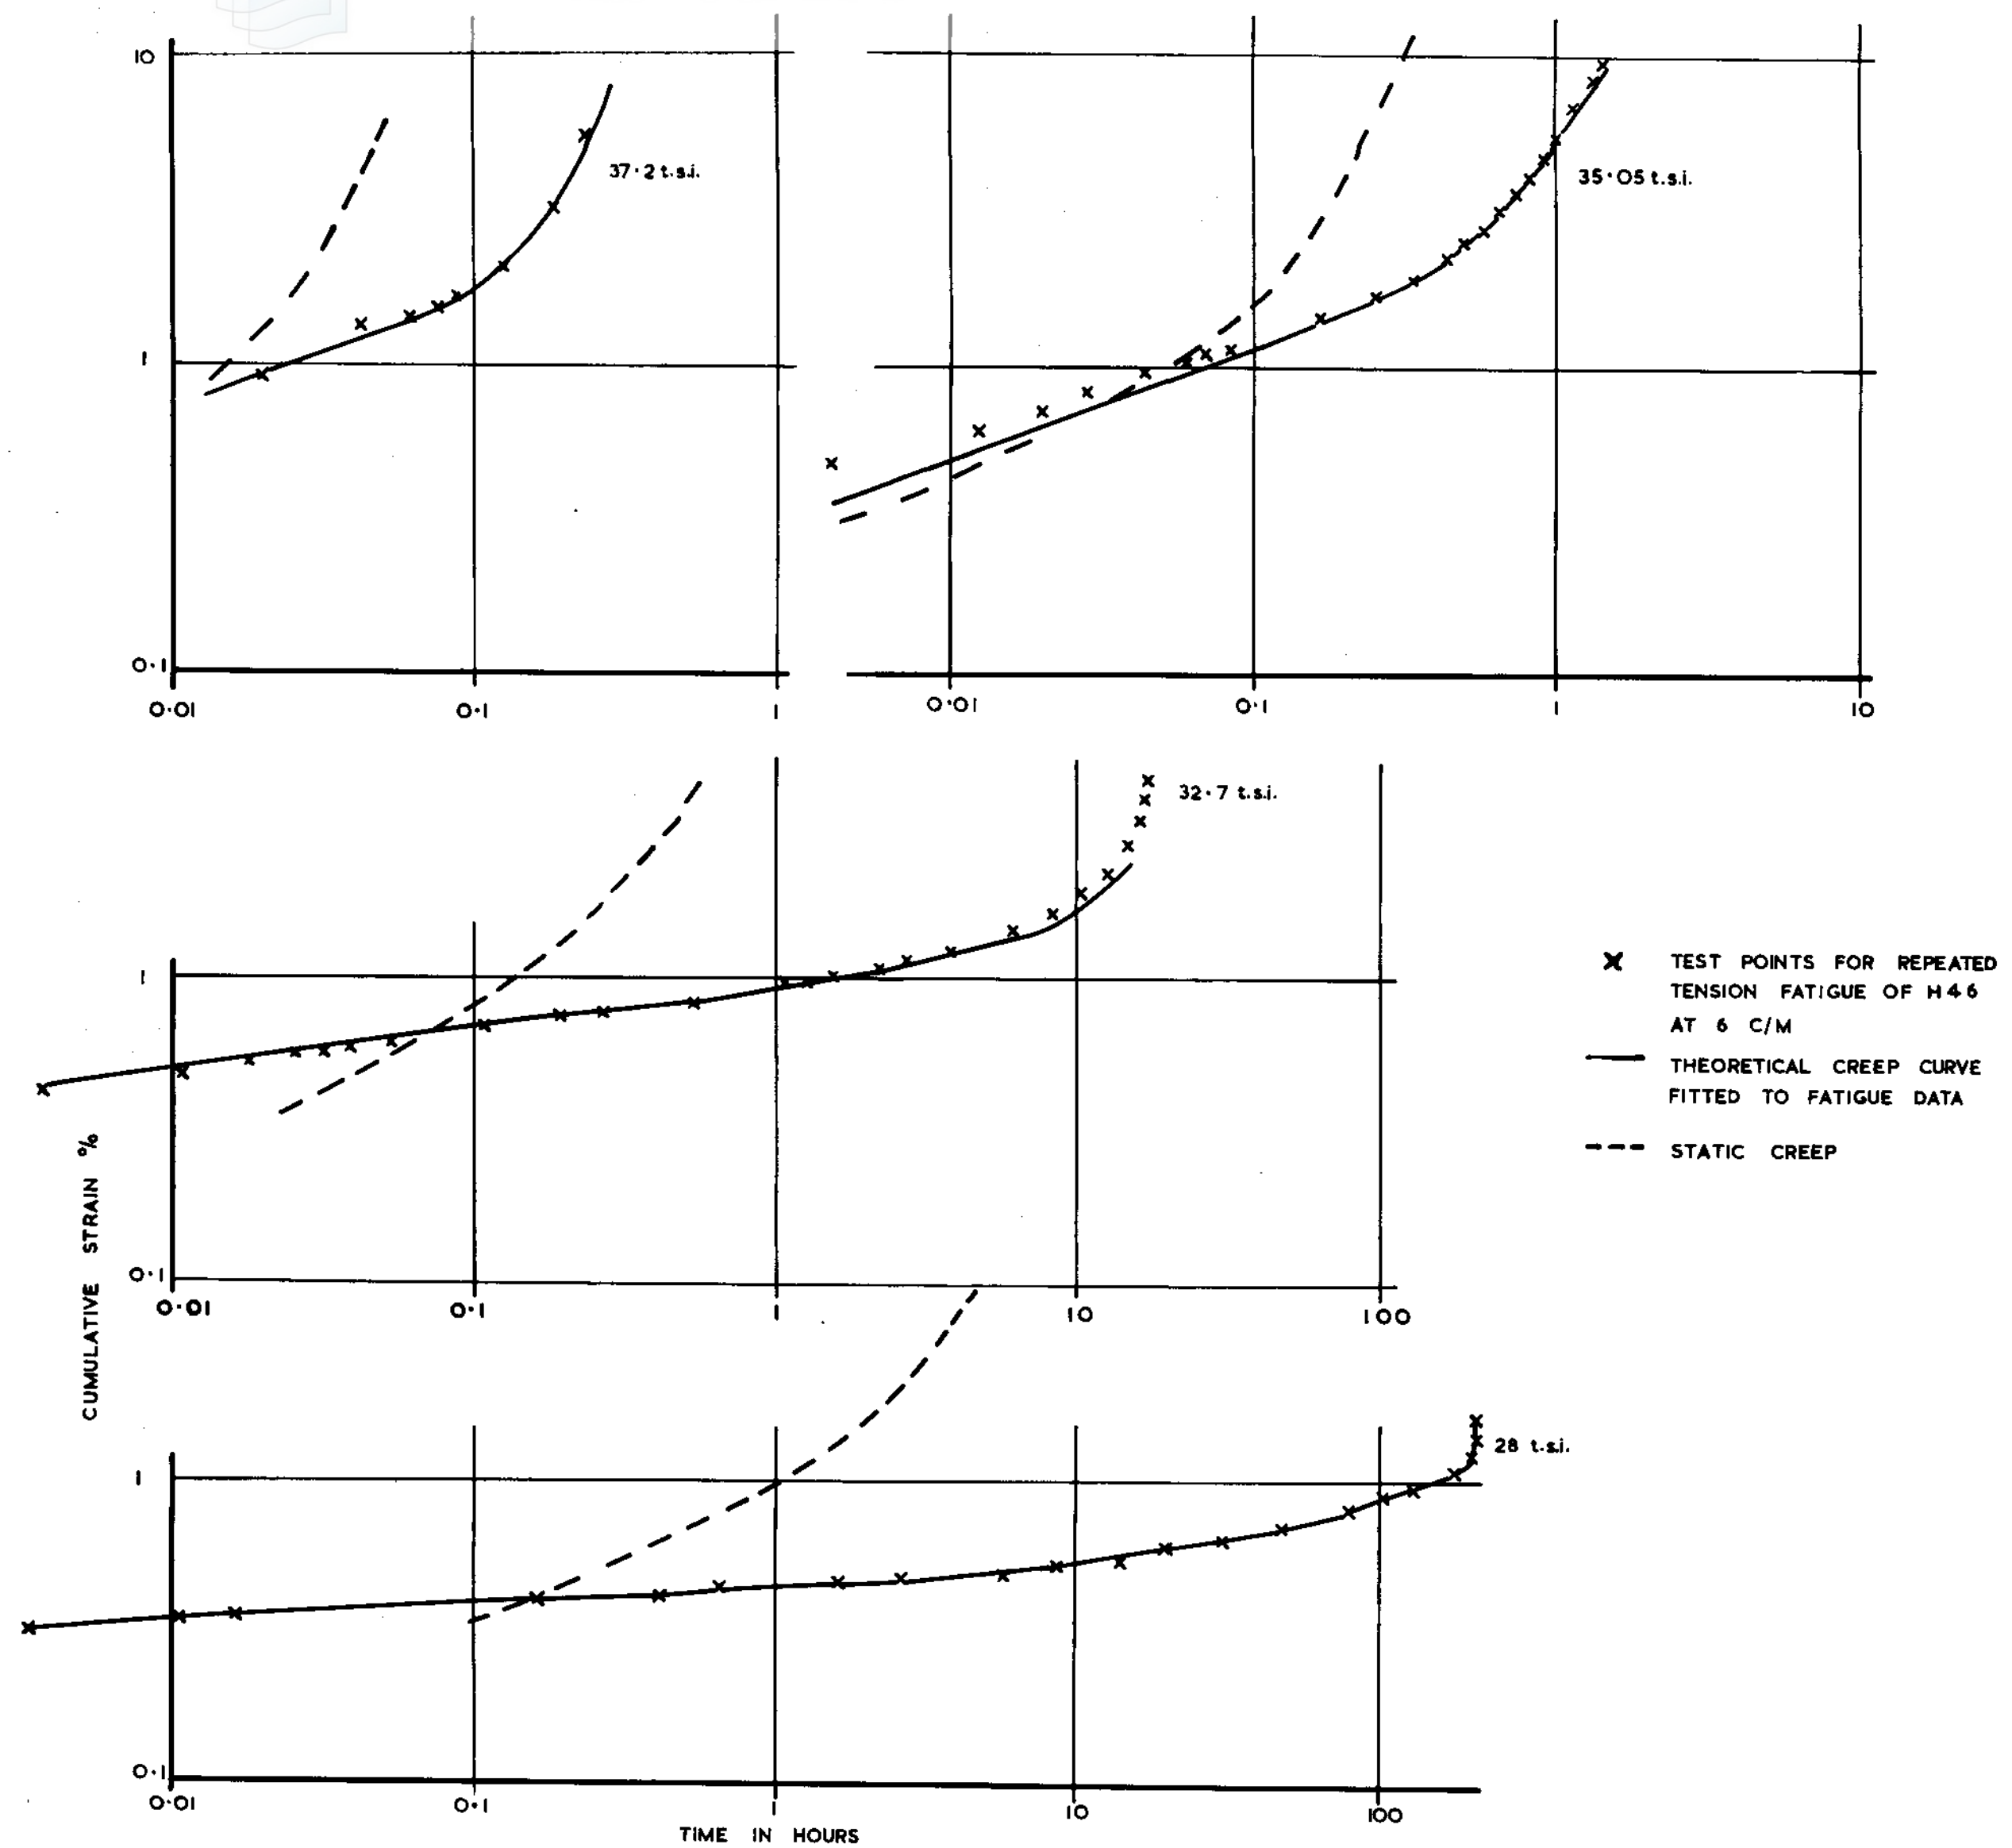 10
1
0·1
0·01
0·1
1
37·2 t.s.i.
35·05 t.s.i.
0·01
0·1
1
10
32·7 t.s.i.
1
0·1
0·01
0·1
1
10
100
28 t.s.i.
1
0·1
0·01
0·1
1
10
100
CUMULATIVE STRAIN %
TIME IN HOURS
x TEST POINTS FOR REPEATED
TENSION FATIGUE OF H46
AT 6 C/M
THEORETICAL CREEP CURVE
FITTED TO FATIGUE DATA
STATIC CREEP